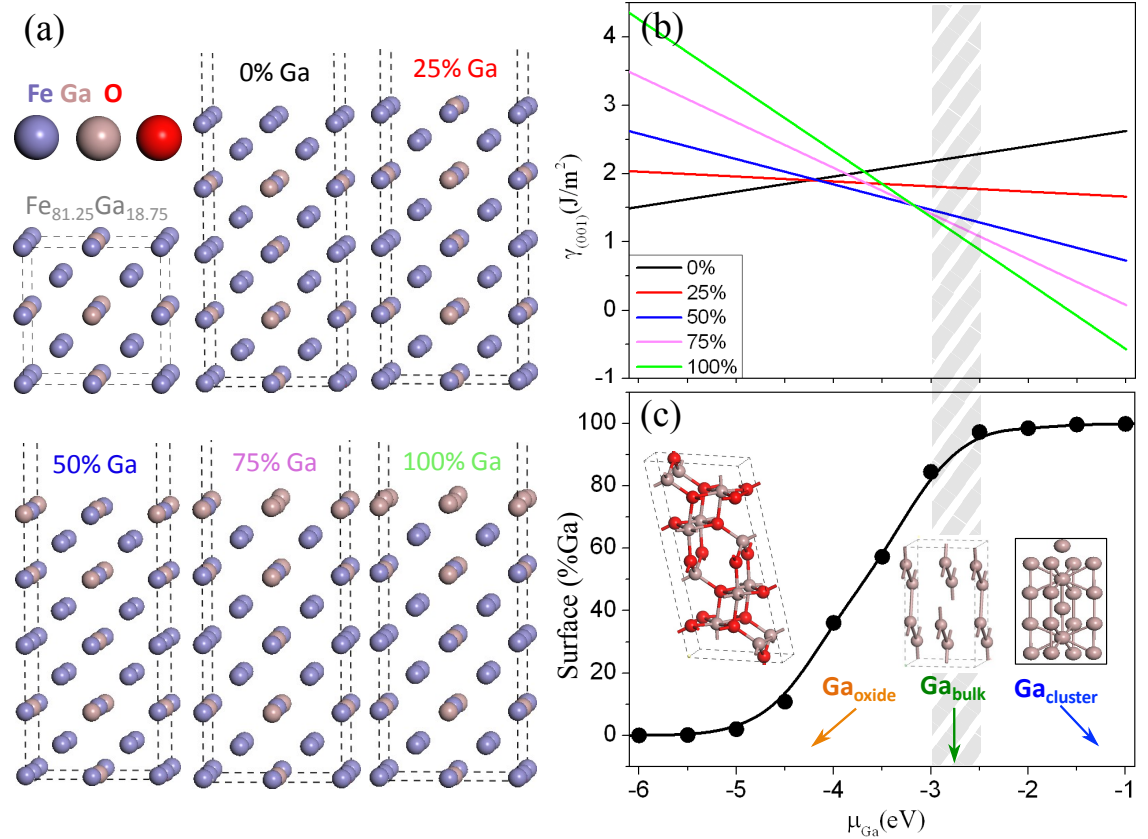 (a)
0% Ga
25% Ga
Fe Ga O
Fe81.25Ga18.75
50% Ga
75% Ga
100% Ga
(b)
γ(001)(J/m²)
4
3
2
1
0
-1
0%
25%
50%
75%
100%
(c)
Surface (%Ga)
100
80
60
40
20
0
Gaoxide
Gabulk
Gacluster
-6 -5 -4 -3 -2 -1
μGa(eV)